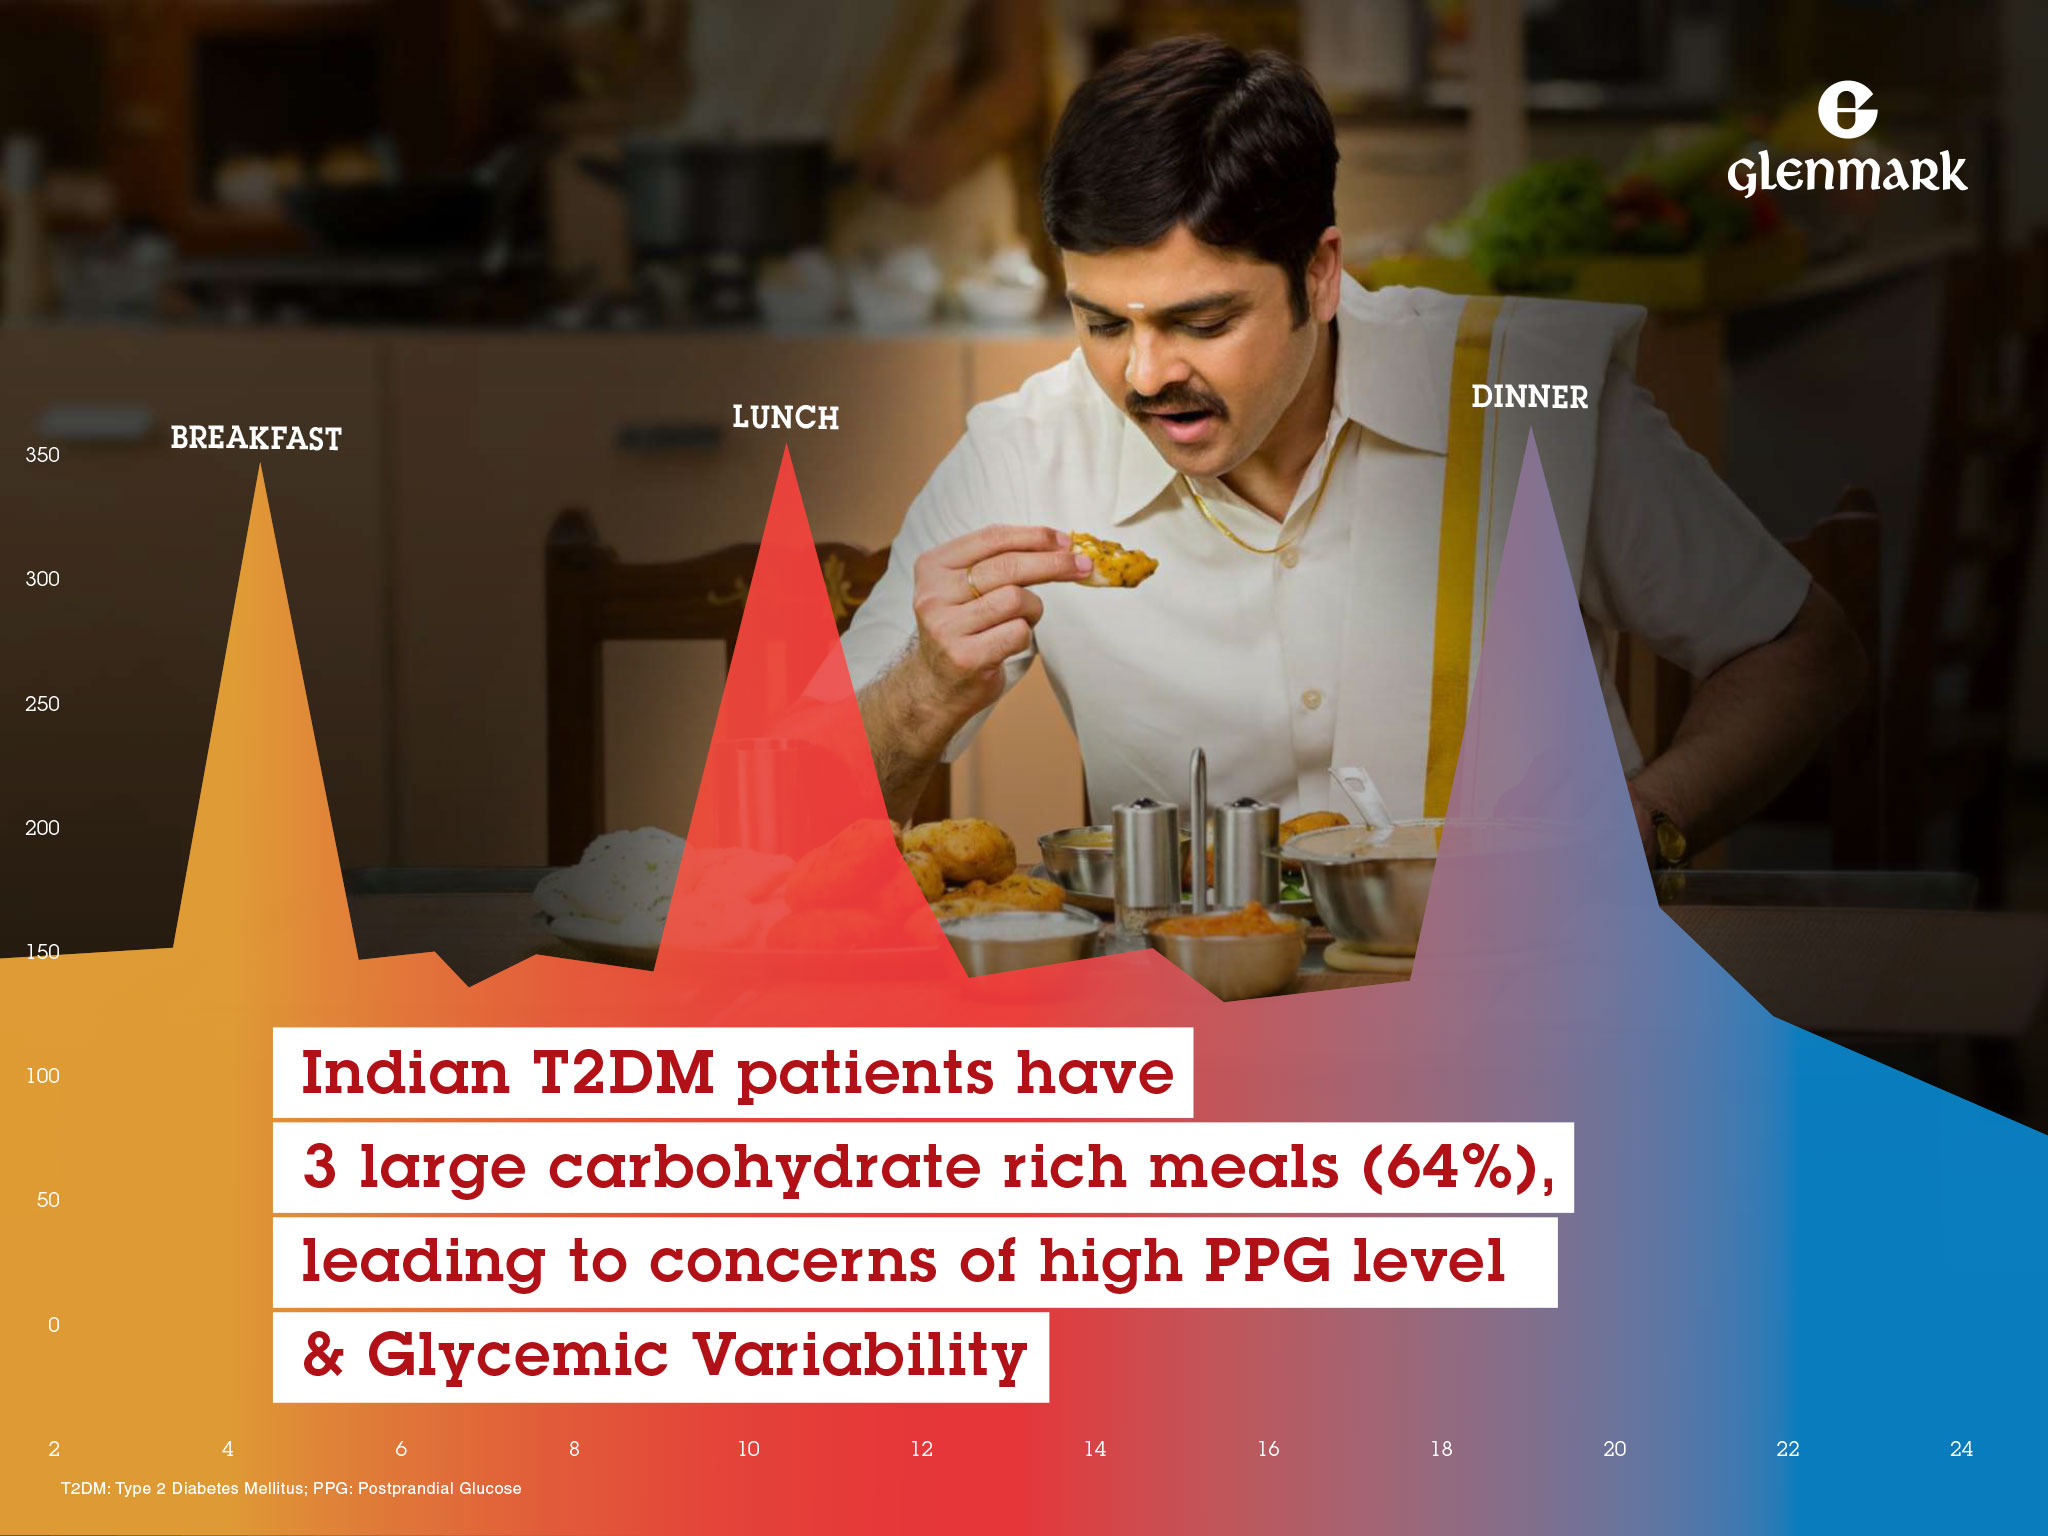 GLENMARK
DINNER
LUNCH
BREAKFAST
350
300
250
200
150
100
50
0
Indian T2DM patients have
3 large carbohydrate rich meals (64%),
leading to concerns of high PPG level
& Glycemic Variability
2 4 6 8 10 12 14 16 18 20 22 24
T2DM: Type 2 Diabetes Mellitus; PPG: Postprandial Glucose